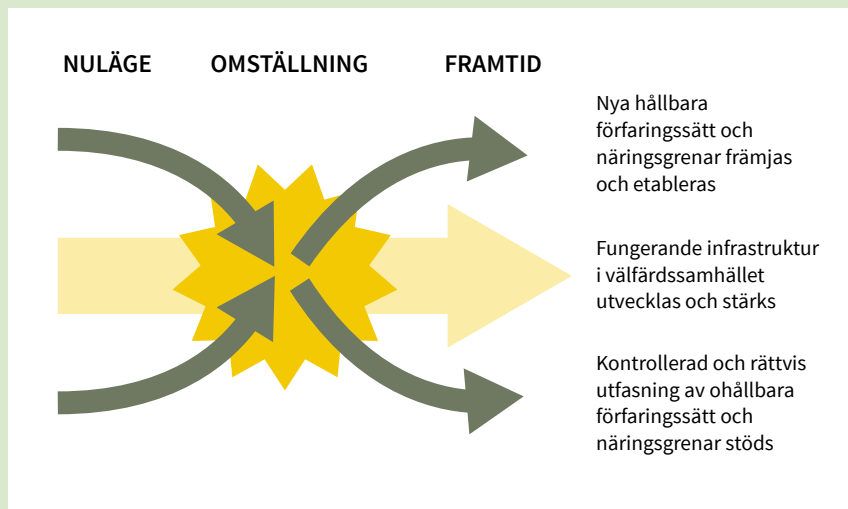 NULÄGE OMSTÄLLNING FRAMTID
Nya hållbara
förfaringssätt och
näringsgrenar främjas
och etableras
Fungerande infrastruktur
i välfärdssamhället
utvecklas och stärks
Kontrollerad och rättvis
utfasning av ohållbara
förfaringssätt och
näringsgrenar stöds